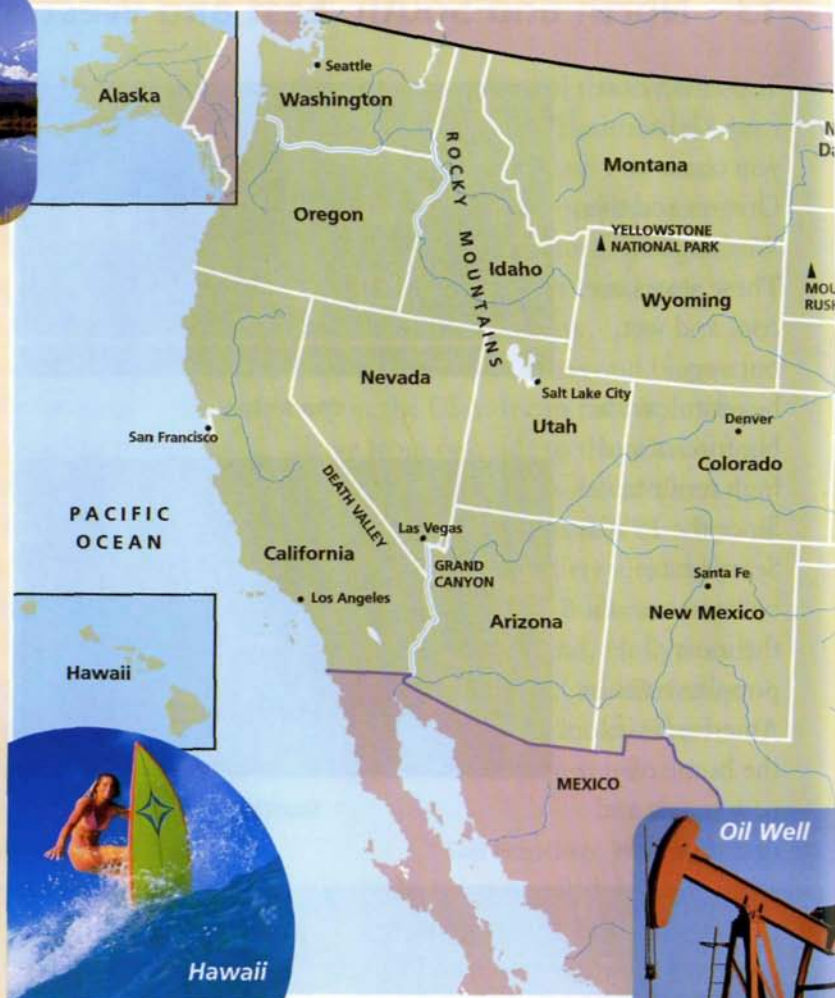 Alaska
Seattle
Washington
ROCKY MOUNTAINS
Montana
Oregon
YELLOWSTONE
NATIONAL PARK
Idaho
Wyoming
Nevada
Salt Lake City
Utah
Denver
Colorado
San Francisco
DEATH VALLEY
PACIFIC
OCEAN
Las Vegas
California
GRAND
CANYON
Santa Fe
Los Angeles
Arizona
New Mexico
Hawaii
MEXICO
Oil Well
Hawaii